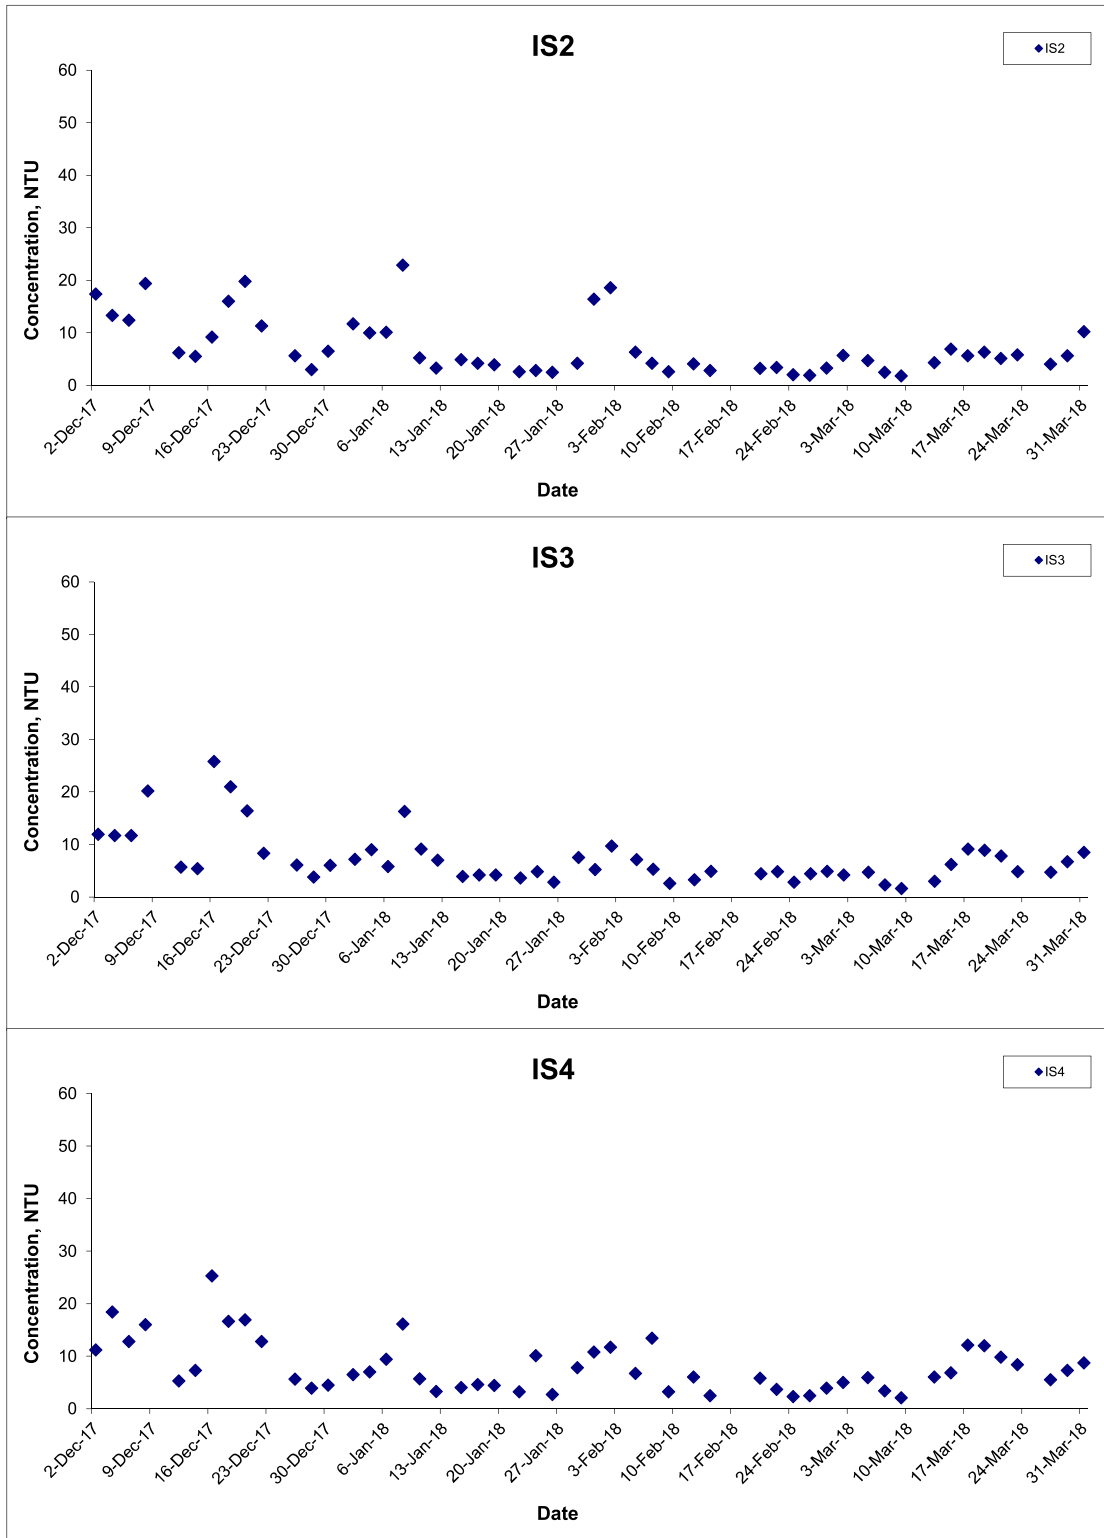 IS2
IS2
60
50
40
30
20
10
0
Concentration, NTU
2-Dec-17
9-Dec-17
16-Dec-17
23-Dec-17
30-Dec-17
6-Jan-18
13-Jan-18
20-Jan-18
27-Jan-18
3-Feb-18
10-Feb-18
17-Feb-18
24-Feb-18
3-Mar-18
10-Mar-18
17-Mar-18
24-Mar-18
31-Mar-18
Date
IS3
IS3
60
50
40
30
20
10
0
Concentration, NTU
2-Dec-17
9-Dec-17
16-Dec-17
23-Dec-17
30-Dec-17
6-Jan-18
13-Jan-18
20-Jan-18
27-Jan-18
3-Feb-18
10-Feb-18
17-Feb-18
24-Feb-18
3-Mar-18
10-Mar-18
17-Mar-18
24-Mar-18
31-Mar-18
Date
IS4
IS4
60
50
40
30
20
10
0
Concentration, NTU
2-Dec-17
9-Dec-17
16-Dec-17
23-Dec-17
30-Dec-17
6-Jan-18
13-Jan-18
20-Jan-18
27-Jan-18
3-Feb-18
10-Feb-18
17-Feb-18
24-Feb-18
3-Mar-18
10-Mar-18
17-Mar-18
24-Mar-18
31-Mar-18
Date